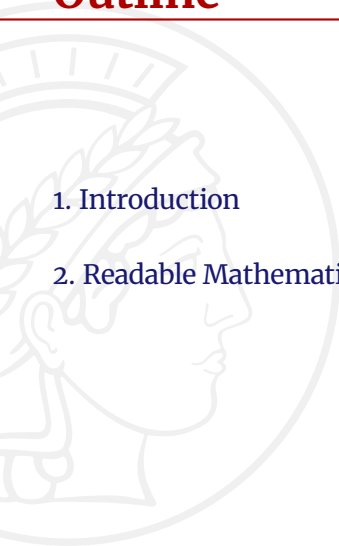 Outline
1. Introduction
2. Readable Mathemati